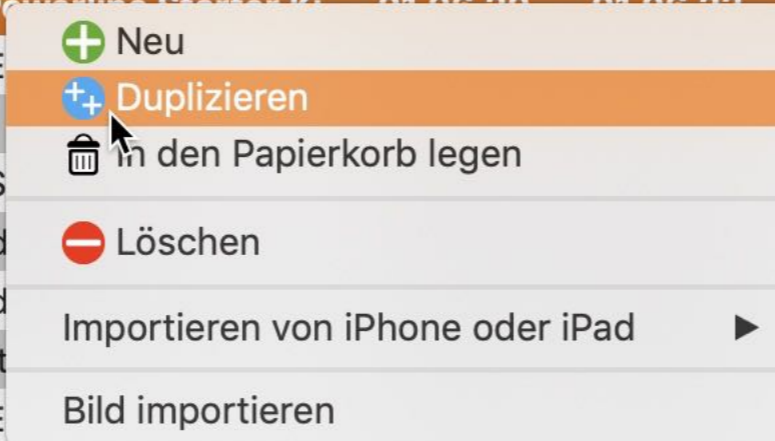 Neu
Duplizieren
In den Papierkorb legen
Löschen
Importieren von iPhone oder iPad
Bild importieren